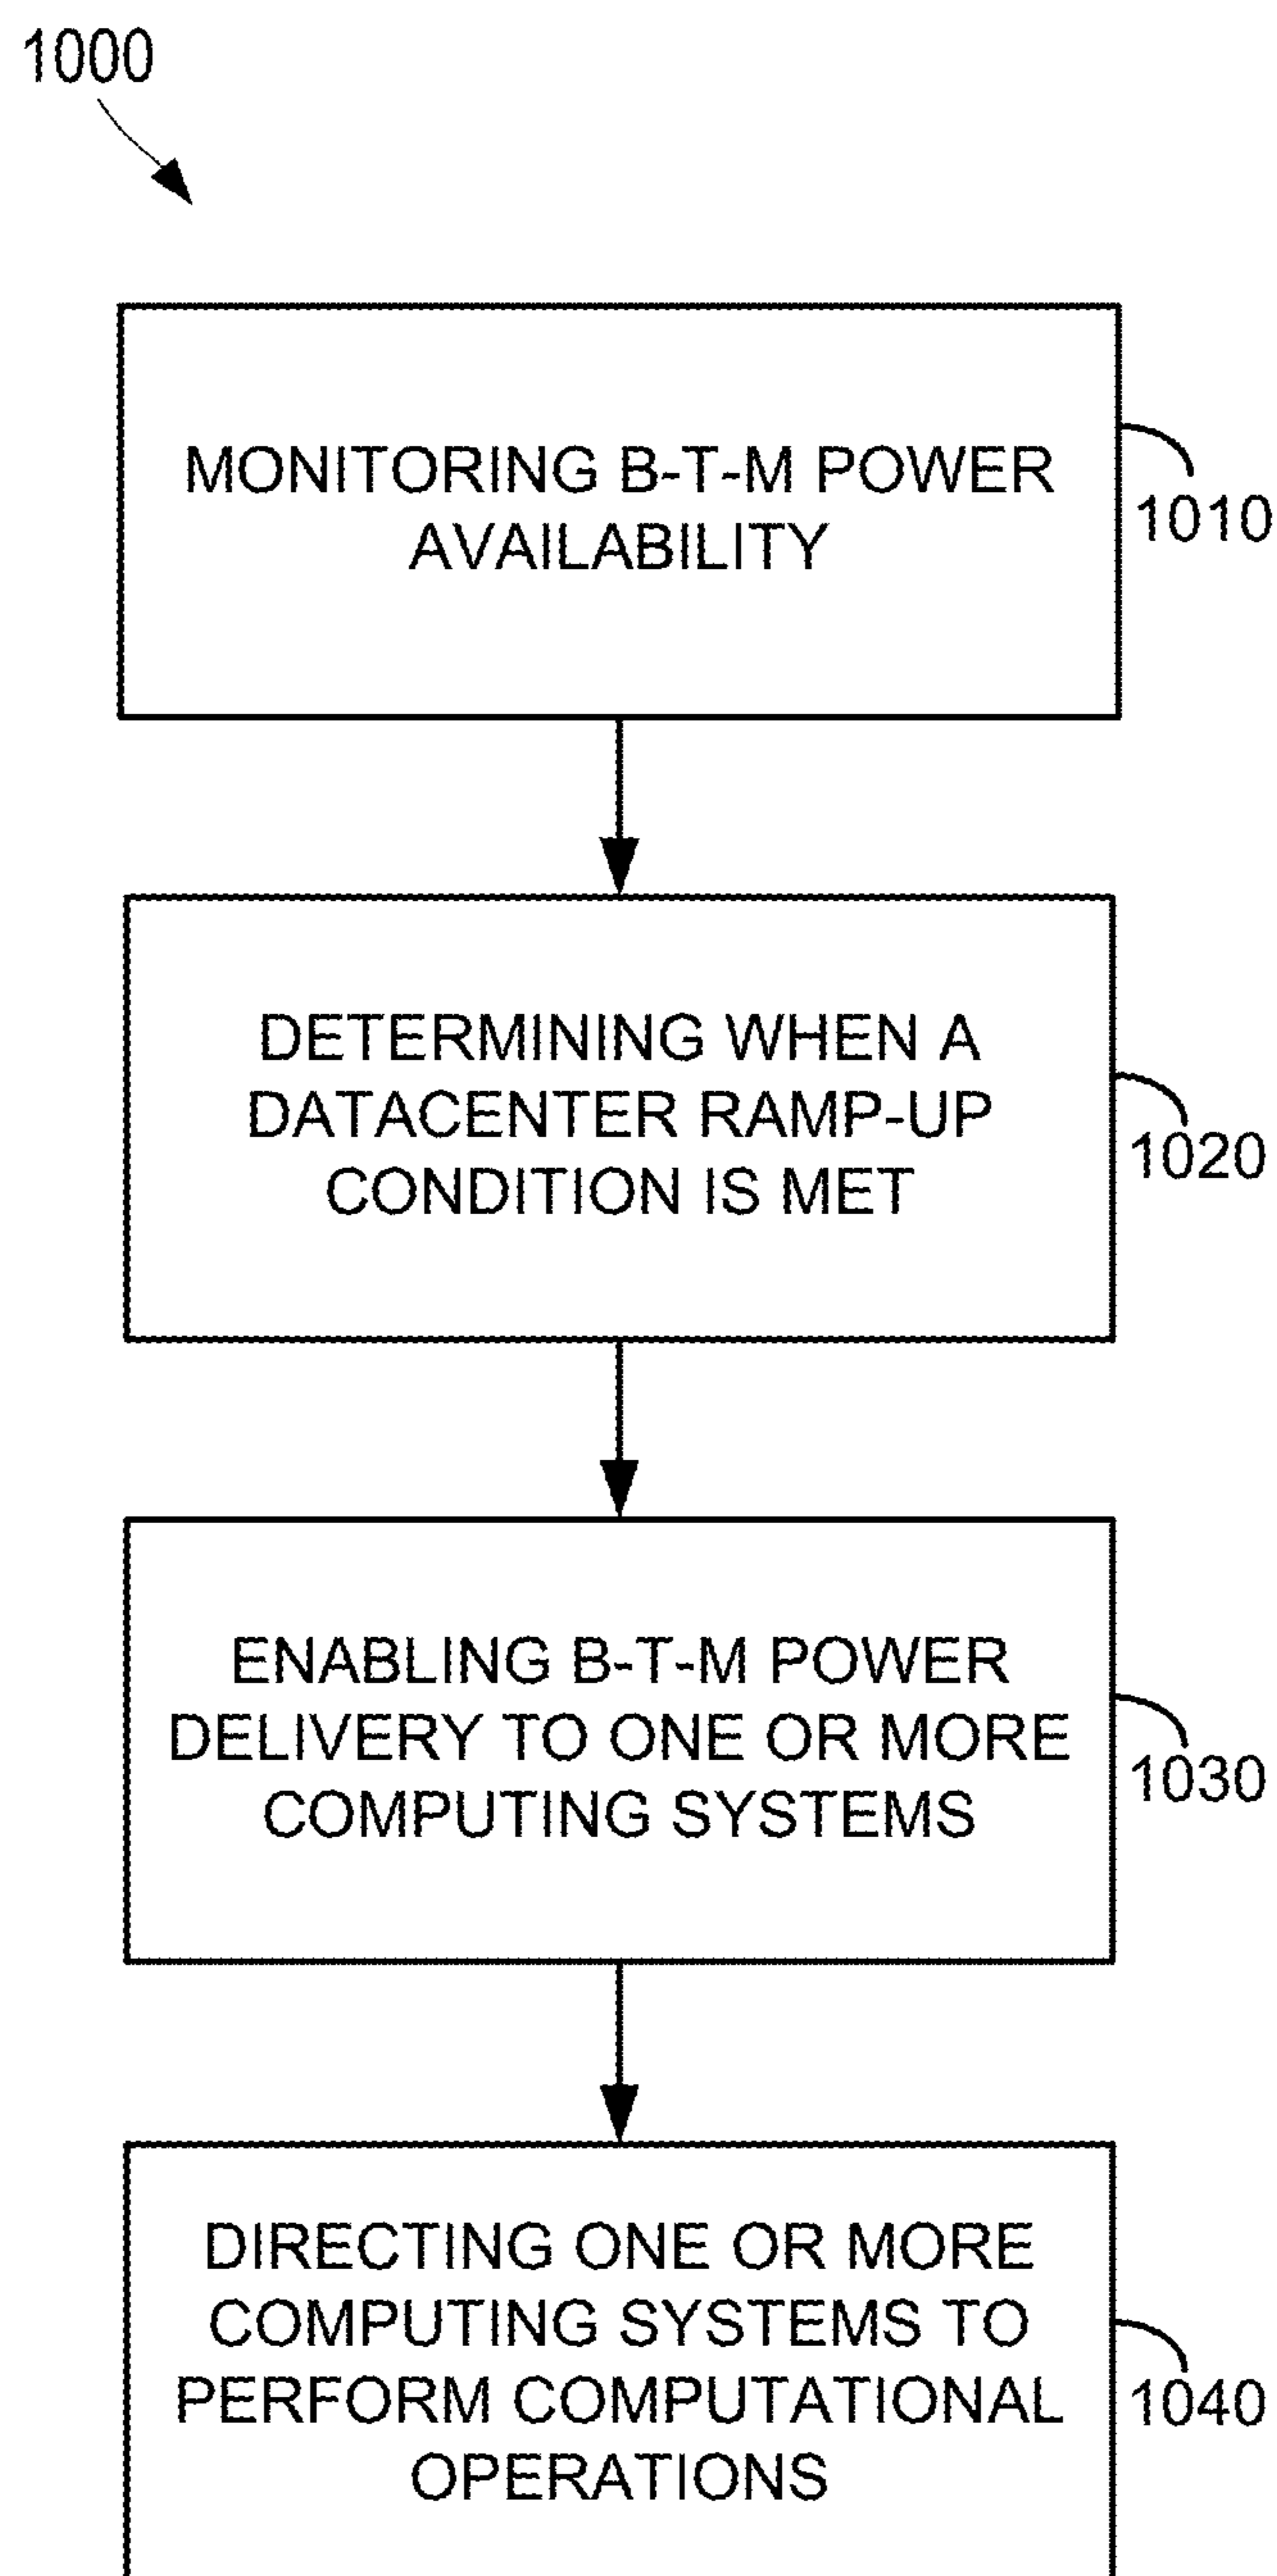 1000
MONITORING B-T-M POWER
AVAILABILITY
1010
DETERMINING WHEN A
DATACENTER RAMP-UP
CONDITION IS MET
1020
ENABLING B-T-M POWER
DELIVERY TO ONE OR MORE
COMPUTING SYSTEMS
1030
DIRECTING ONE OR MORE
COMPUTING SYSTEMS TO
PERFORM COMPUTATIONAL
OPERATIONS
1040